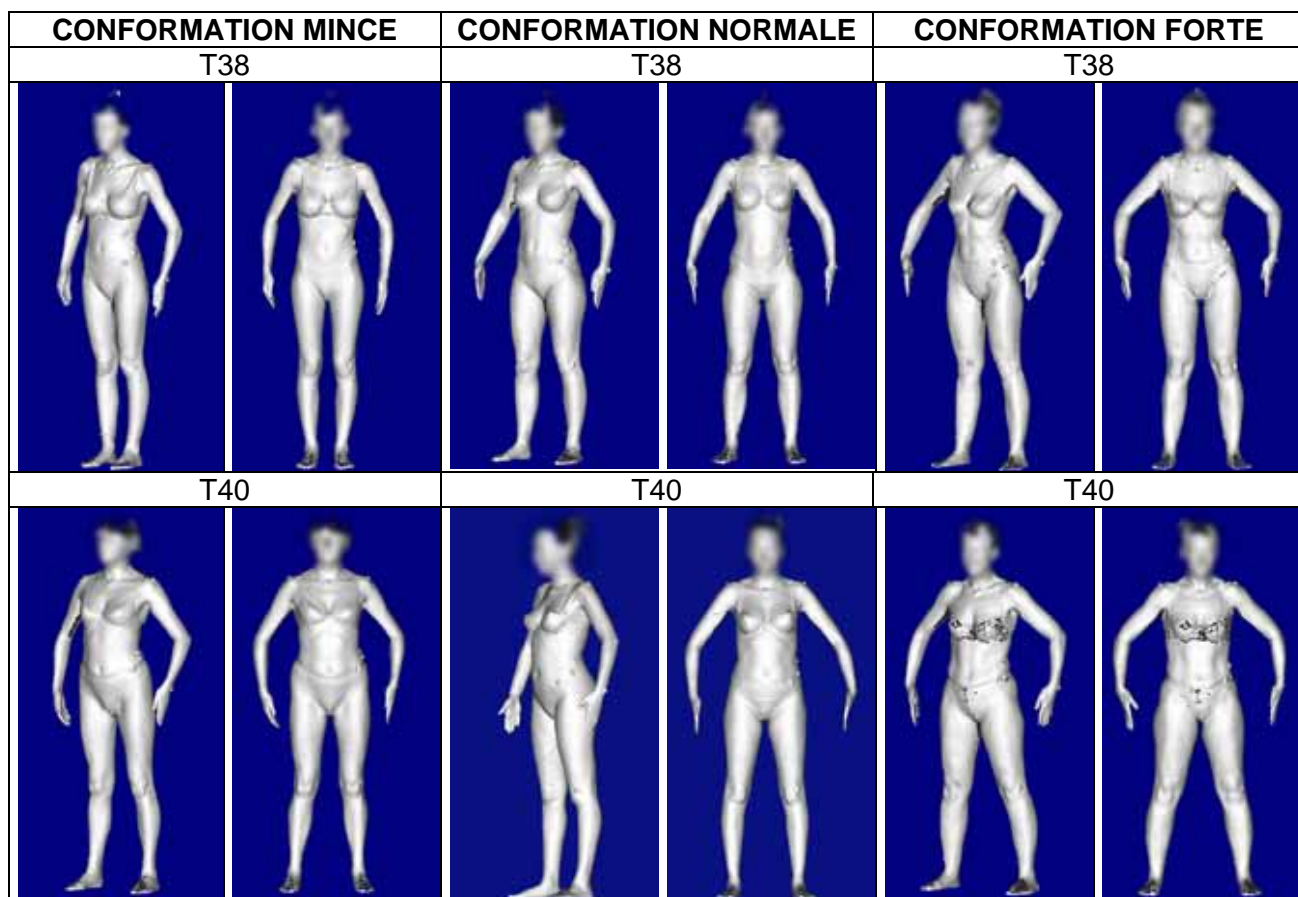 CONFORMATION MINCE CONFORMATION NORMALE CONFORMATION FORTE
T38 T38 T38
T40 T40 T40